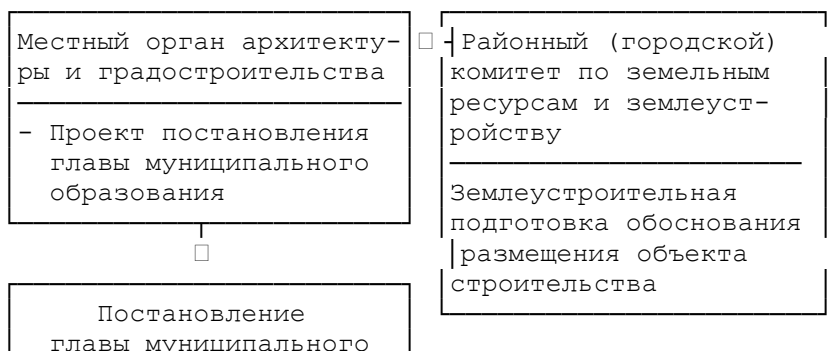 Местный орган архитекту-
ры и градостроительства
- Проект постановления
главы муниципального
образования
Районный (городской)
комитет по земельным
ресурсам и землеуст-
ройству
Землеустроительная
подготовка обоснования
размещения объекта
строительства
Постановление
главы муниципального